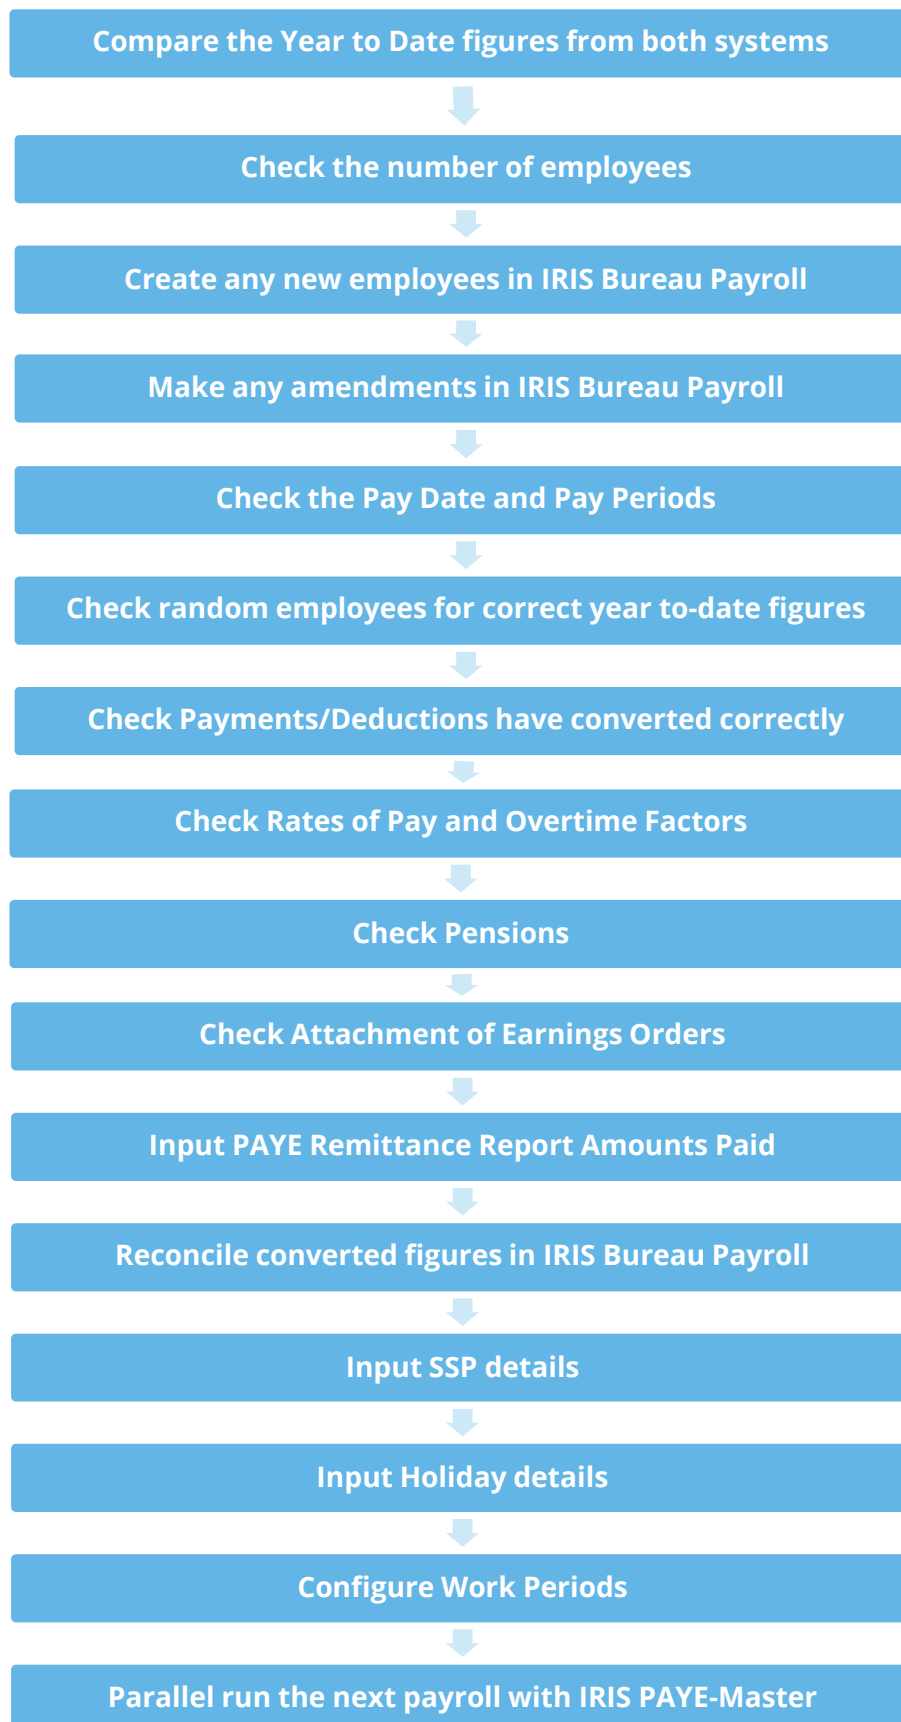 Compare the Year to Date figures from both systems
Check the number of employees
Create any new employees in IRIS Bureau Payroll
Make any amendments in IRIS Bureau Payroll
Check the Pay Date and Pay Periods
Check random employees for correct year to-date figures
Check Payments/Deductions have converted correctly
Check Rates of Pay and Overtime Factors
Check Pensions
Check Attachment of Earnings Orders
Input PAYE Remittance Report Amounts Paid
Reconcile converted figures in IRIS Bureau Payroll
Input SSP details
Input Holiday details
Configure Work Periods
Parallel run the next payroll with IRIS PAYE-Master